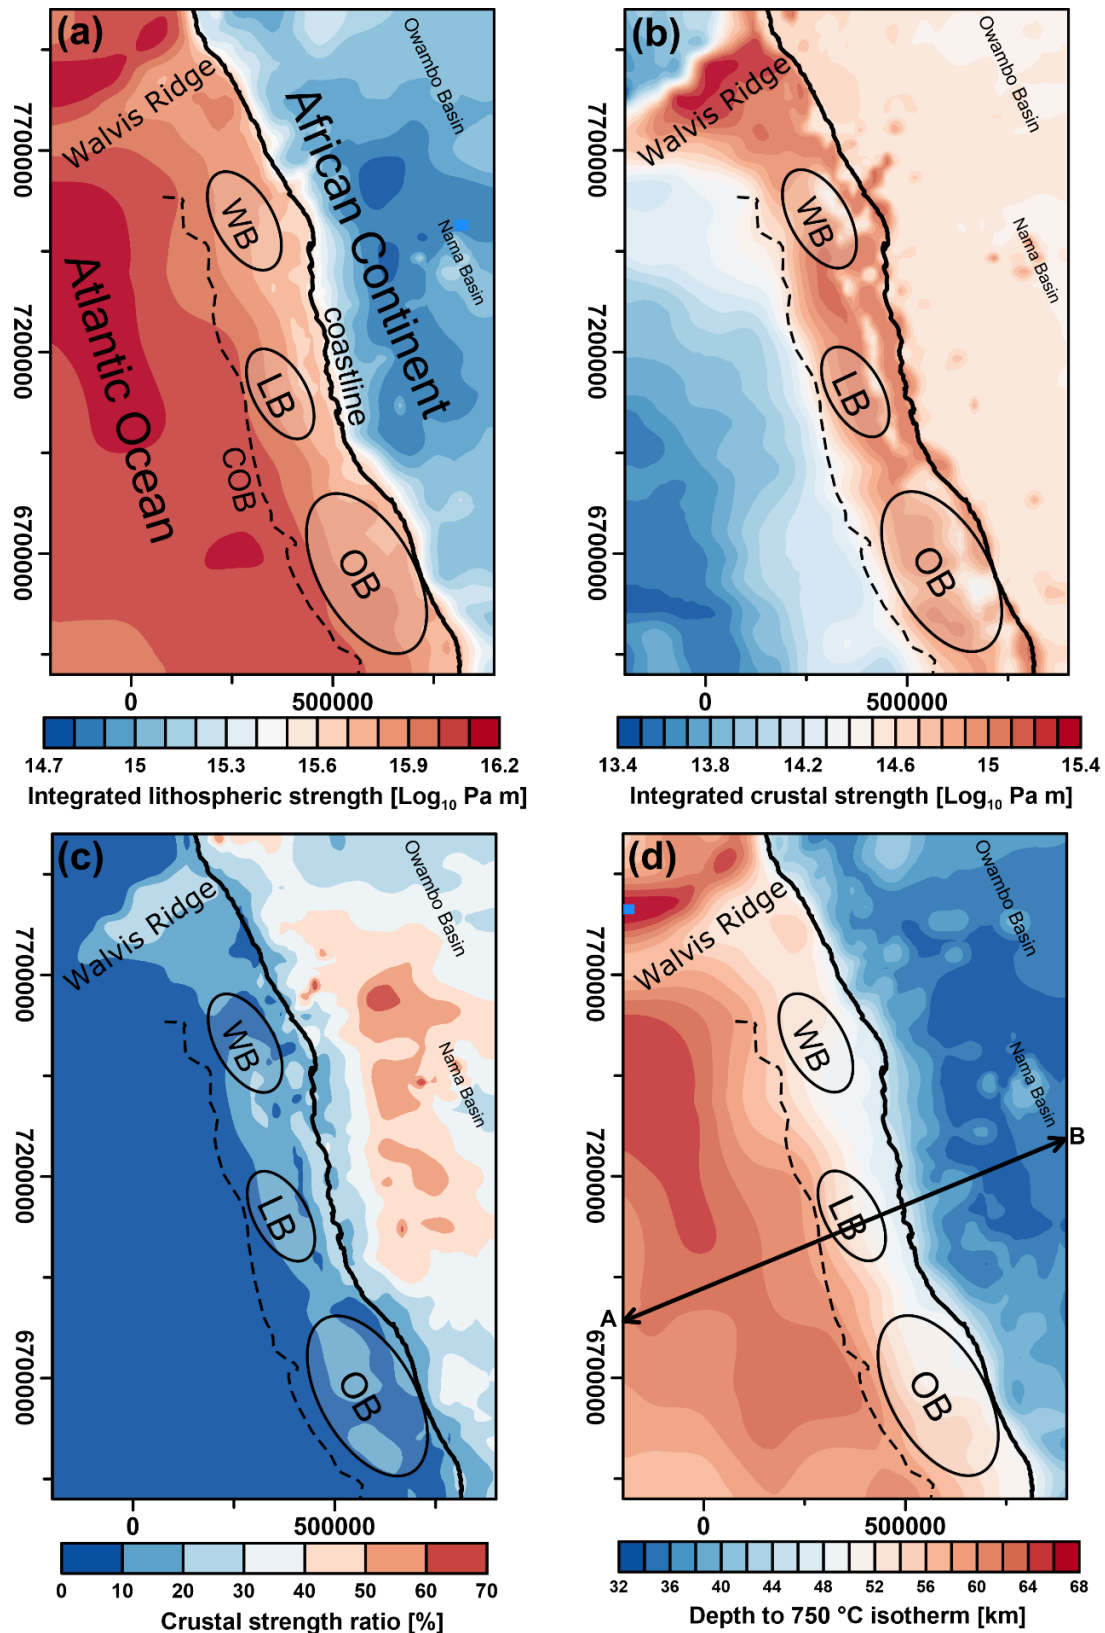 (a)
Walvis Ridge
African Continent
Owambo Basin
Nama Basin
WB
LB
OB
Atlantic Ocean
coastline
COB
7700000
7200000
6700000
0
500000
14.7 15 15.3 15.6 15.9 16.2
Integrated lithospheric strength [Log₁₀ Pa m]
(b)
Walvis Ridge
Owambo Basin
Nama Basin
WB
LB
OB
7700000
7200000
6700000
0
500000
13.4 13.8 14.2 14.6 15 15.4
Integrated crustal strength [Log₁₀ Pa m]
(c)
Walvis Ridge
Owambo Basin
Nama Basin
WB
LB
OB
7700000
7200000
6700000
0
500000
0 10 20 30 40 50 60 70
Crustal strength ratio [%]
(d)
Walvis Ridge
Owambo Basin
Nama Basin
WB
LB
OB
A
B
7700000
7200000
6700000
0
500000
32 36 40 44 48 52 56 60 64 68
Depth to 750 °C isotherm [km]